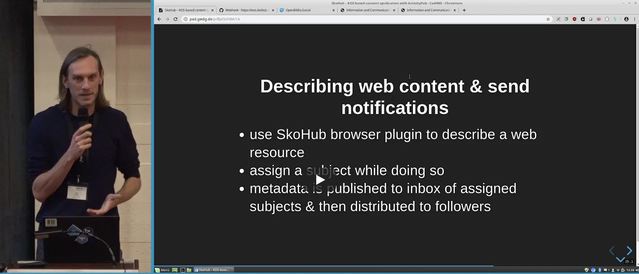 Describing web content & send
notifications
use SkoHub browser plugin to describe a web
resource
assign a subject while doing so
metadata is published to inbox of assigned
subjects & then distributed to followers